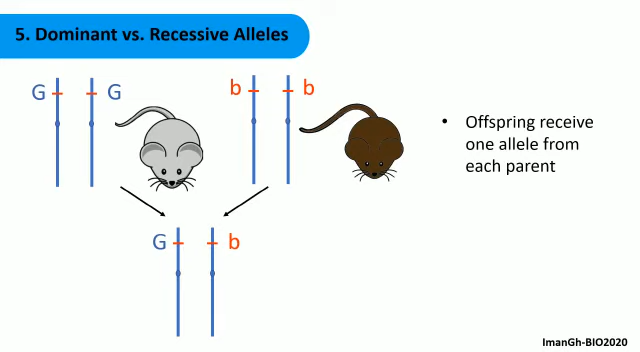 5. Dominant vs. Recessive Alleles
G G b b
• Offspring receive
one allele from
each parent
G b
ImanGh-BIO2020